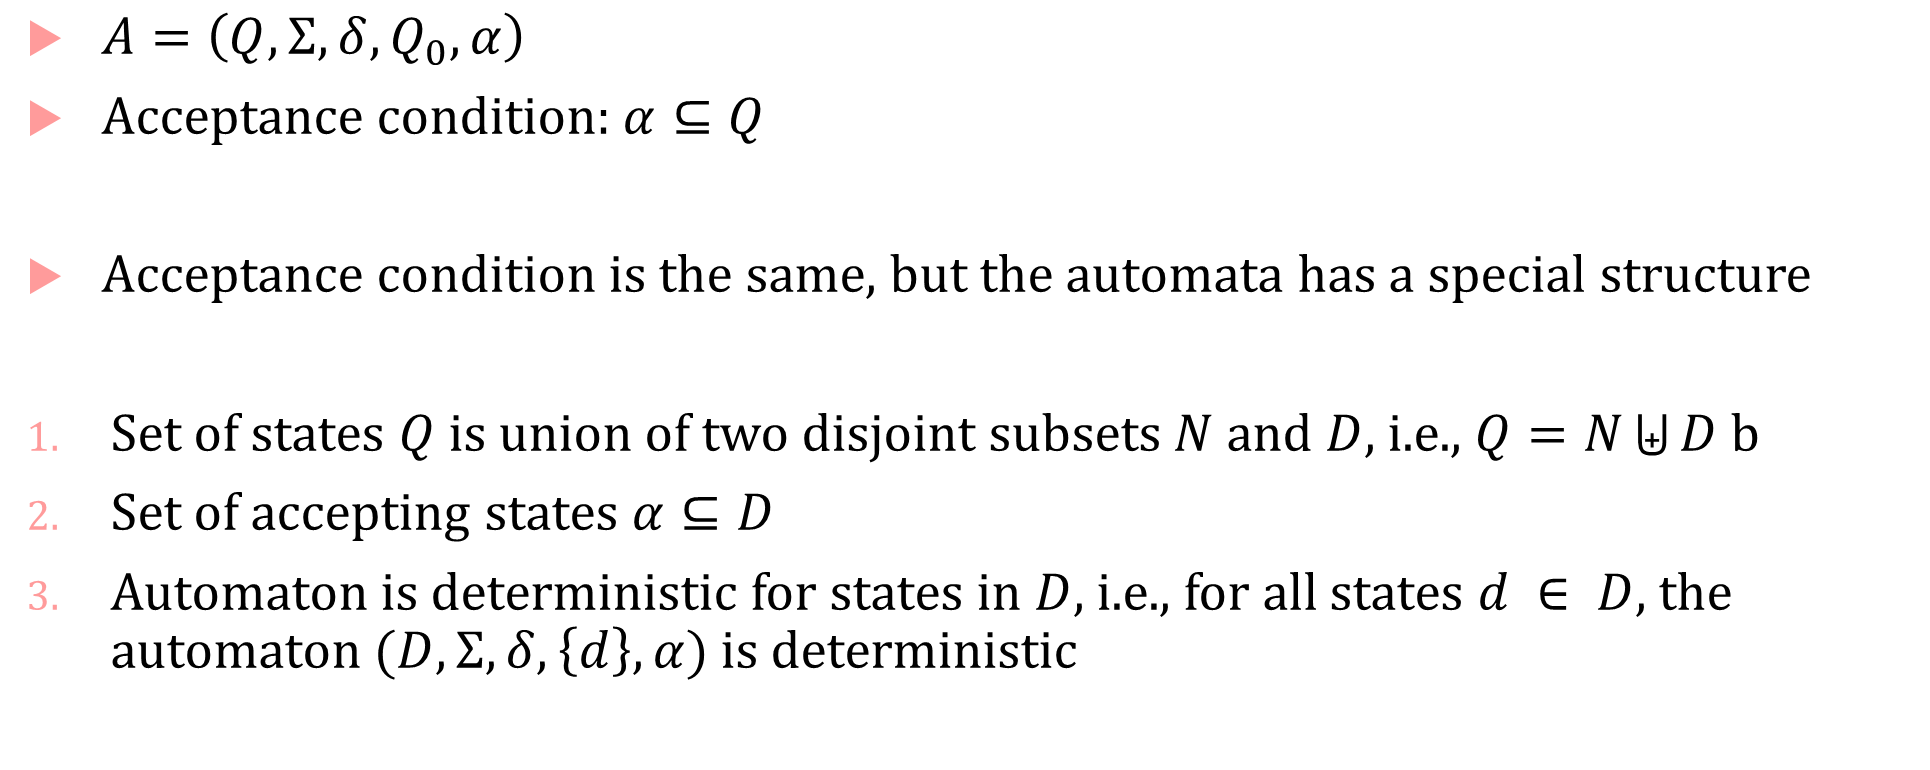 ▶ A = (Q, Σ, δ, Q₀, α)
▶ Acceptance condition: α ⊆ Q
▶ Acceptance condition is the same, but the automata has a special structure
1. Set of states Q is union of two disjoint subsets N and D, i.e., Q = N ⊎ D b
2. Set of accepting states α ⊆ D
3. Automaton is deterministic for states in D, i.e., for all states d ∈ D, the
automaton (D, Σ, δ, {d}, α) is deterministic